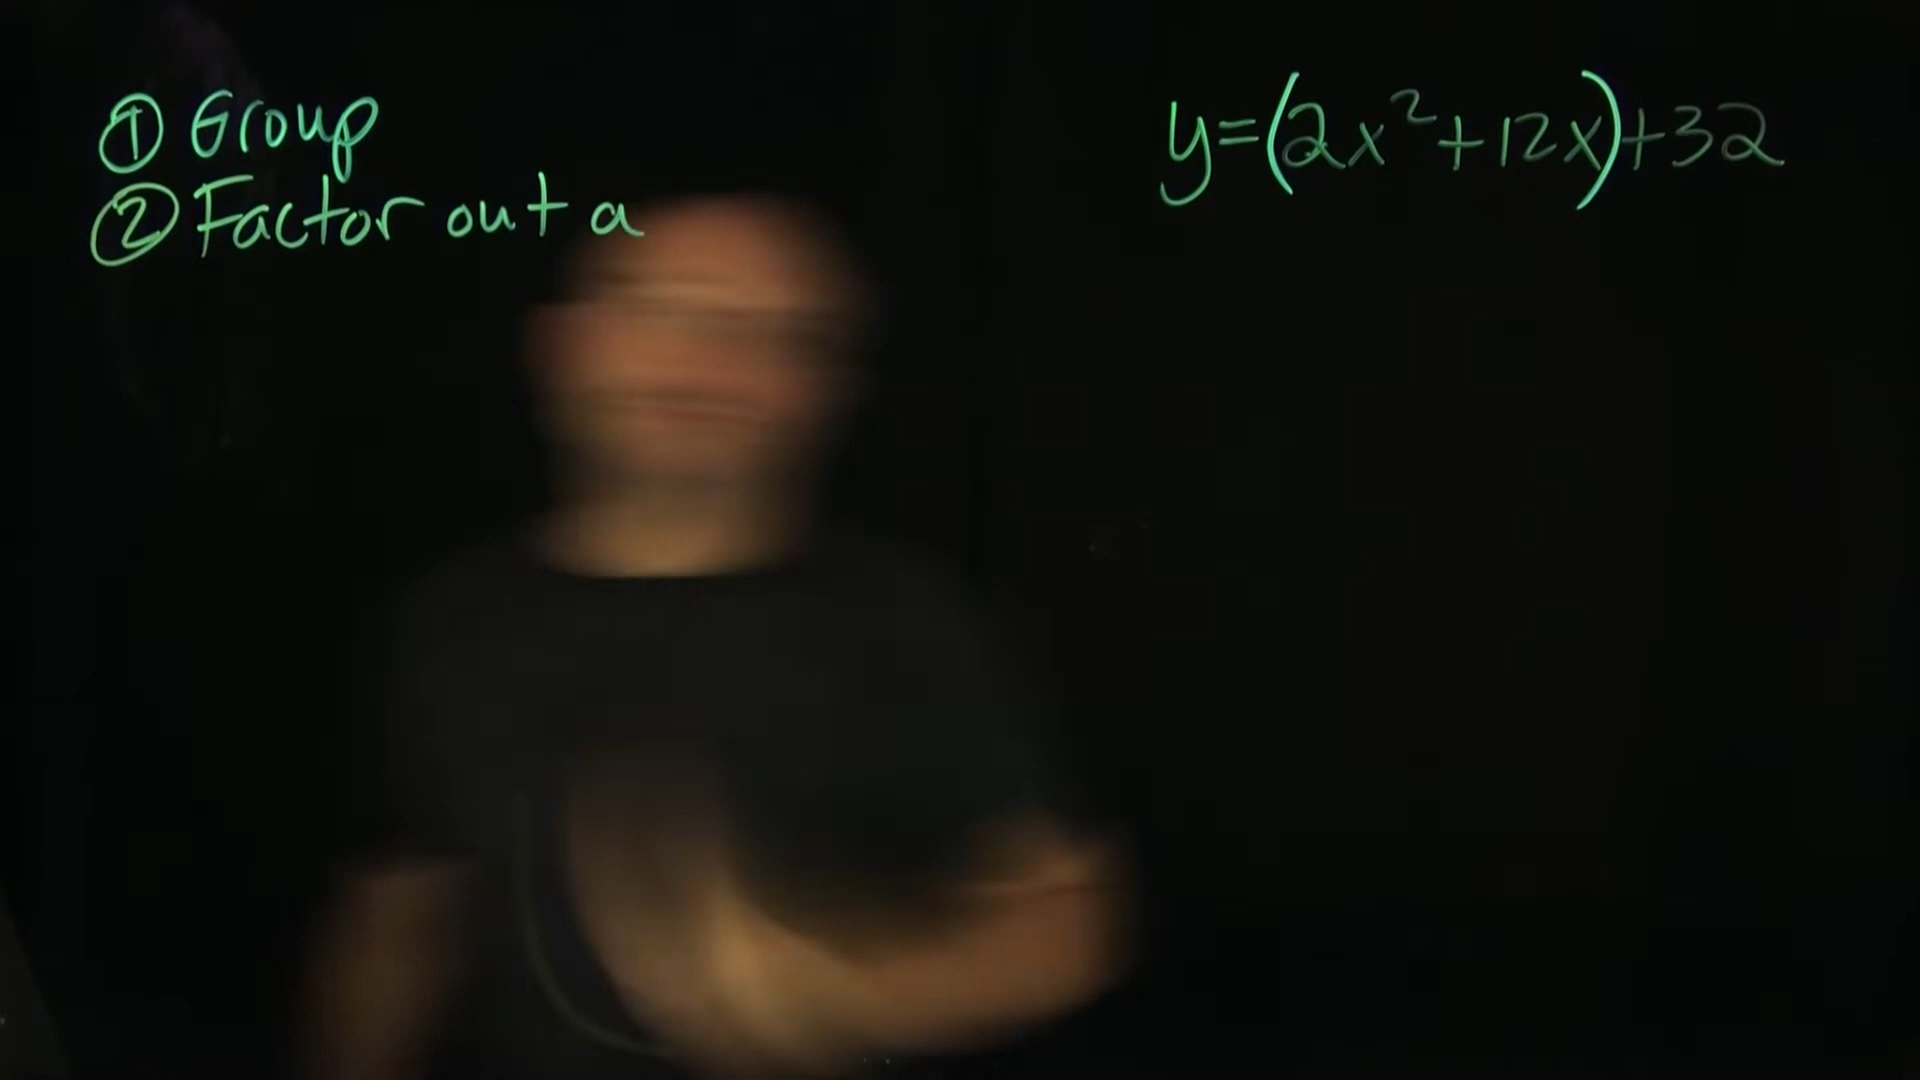 ① Group
② Factor out a
y=(2x²+12x)+32